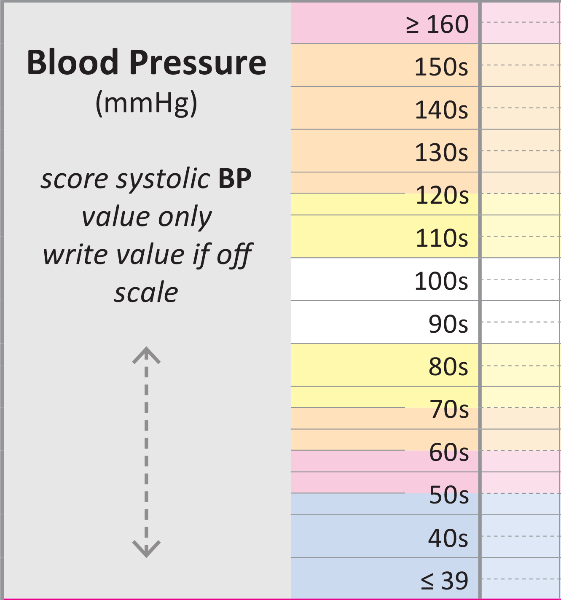 Blood Pressure
(mmHg)
score systolic BP
value only
write value if off
scale
≥ 160
150s
140s
130s
120s
110s
100s
90s
80s
70s
60s
50s
40s
≤ 39